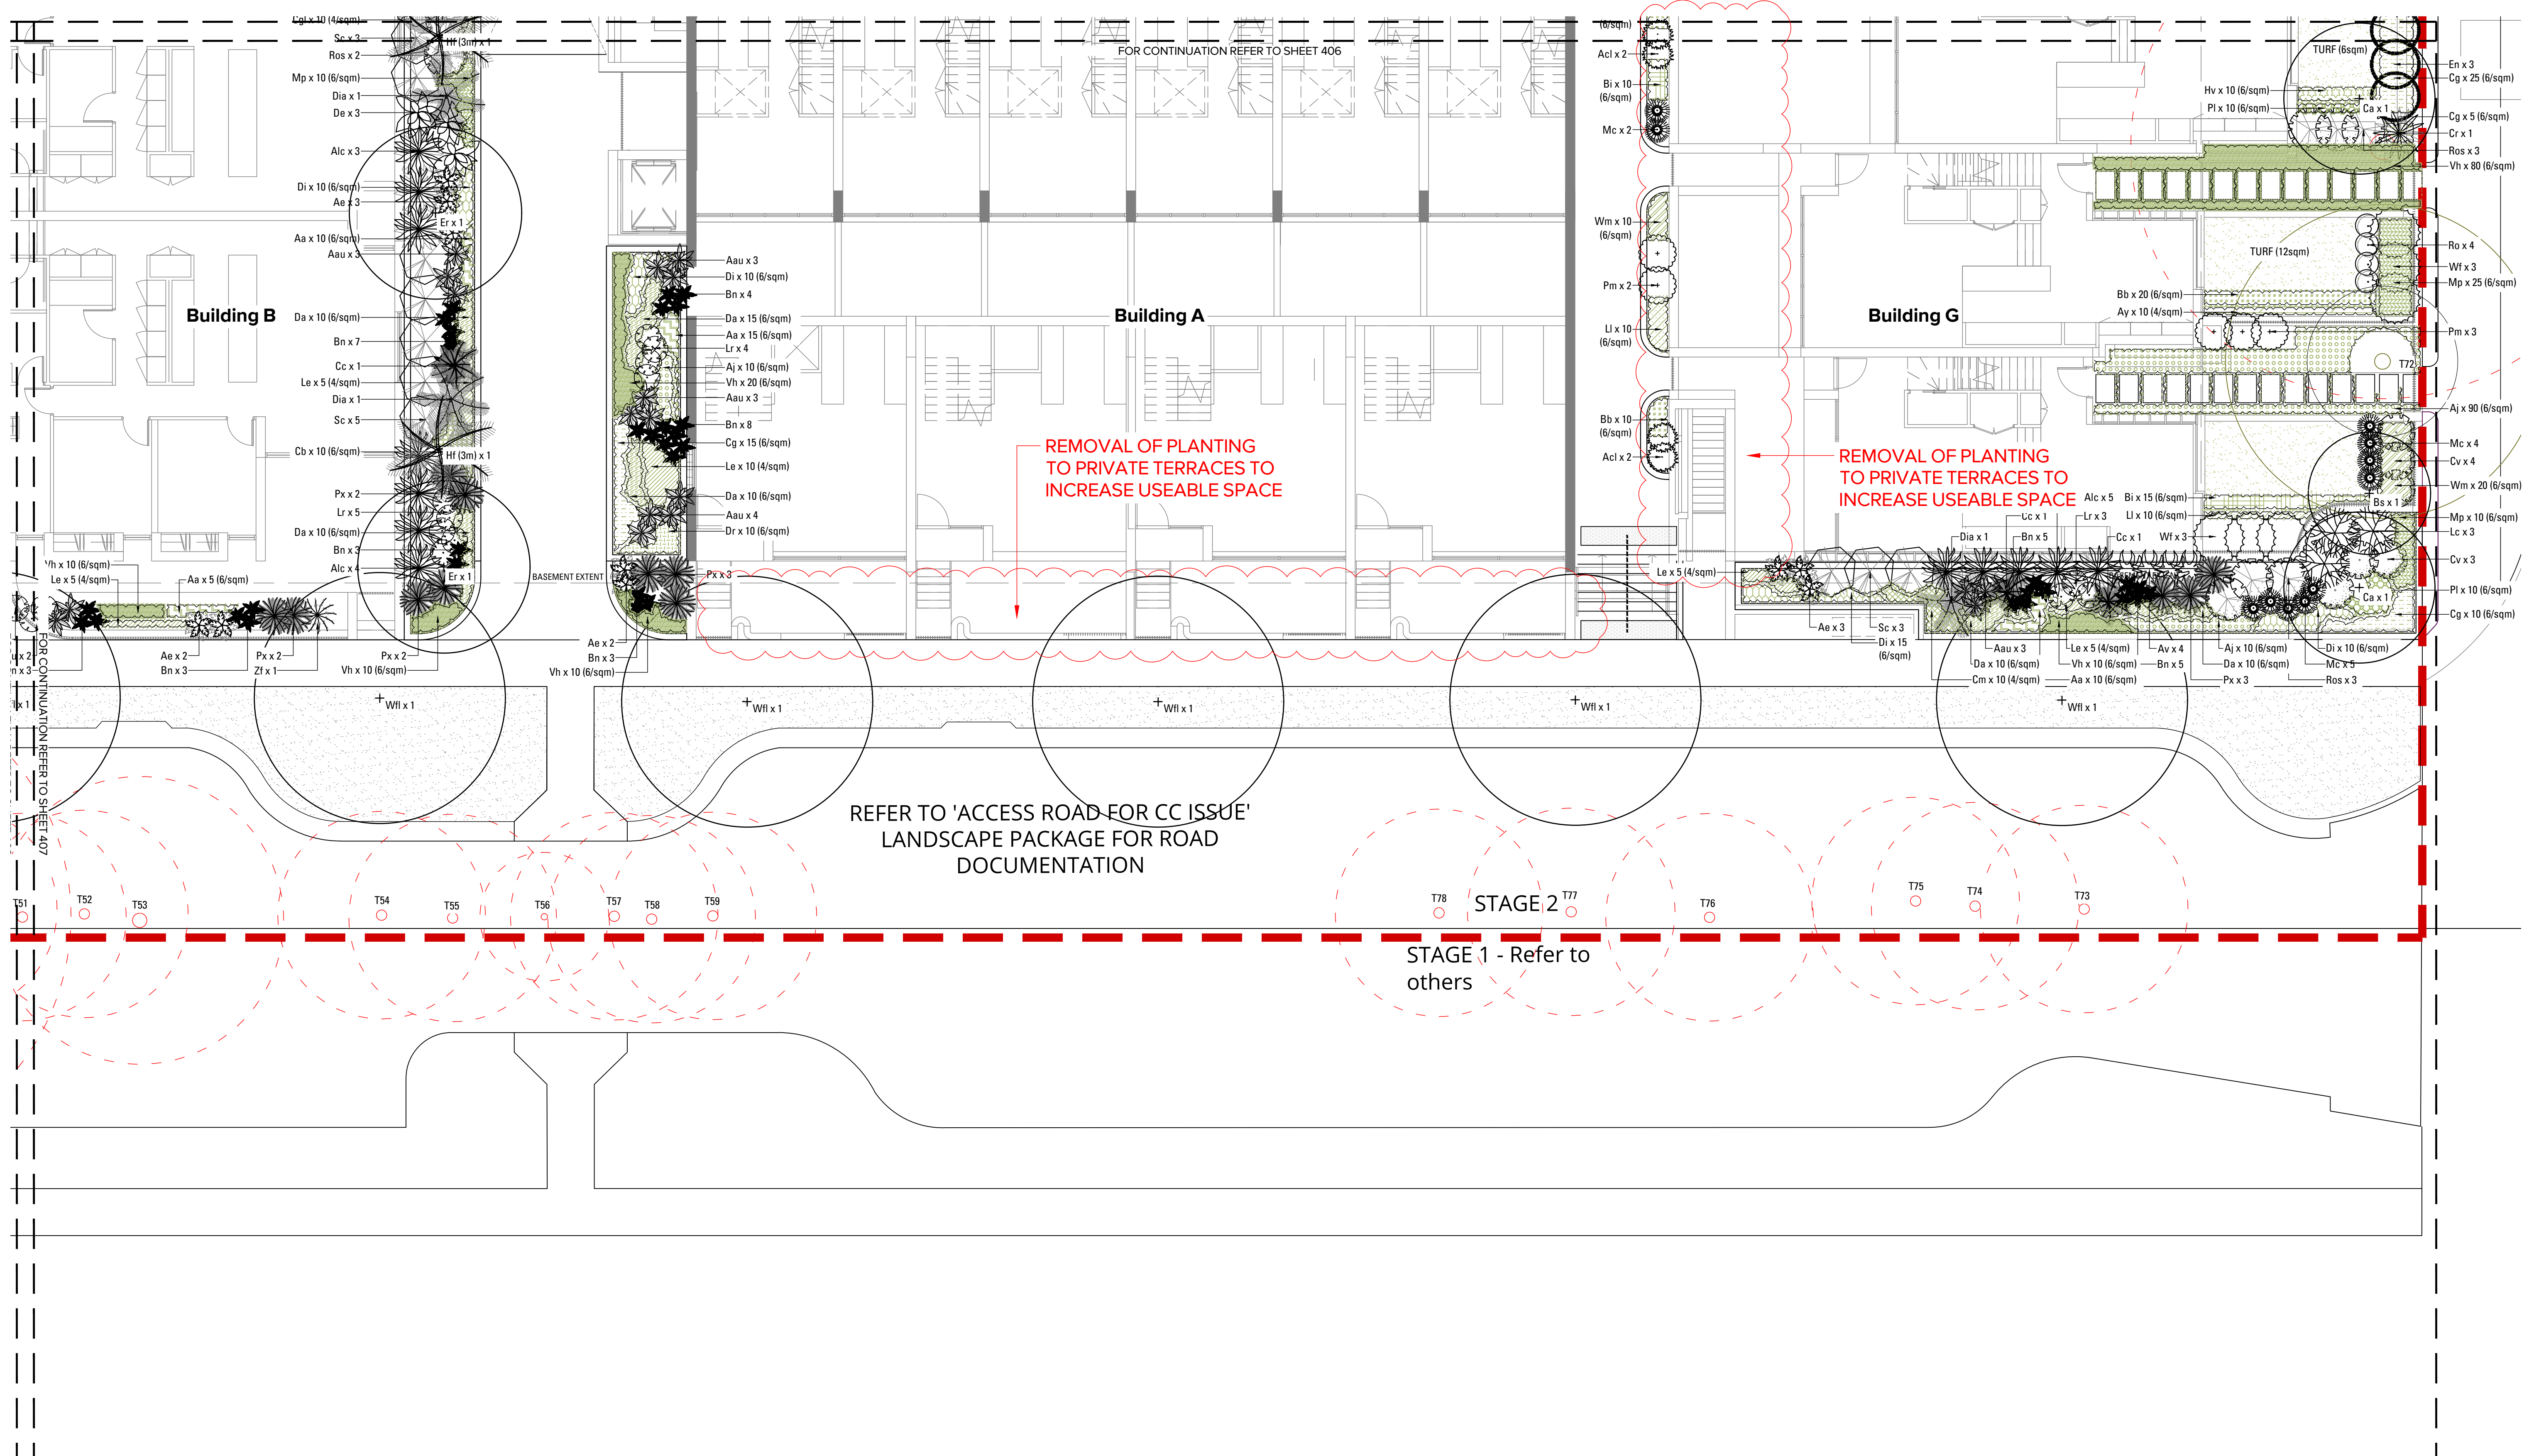 Cgl x 10 (4/sqm)
Sc x 3
Hf (3m) x 1
Ros x 2
Mp x 10 (6/sqm)
Dia x 1
De x 3
Alc x 3
Di x 10 (6/sqm)
Ae x 3
Er x 1
Aa x 10 (6/sqm)
Aau x 3
Building B
Da x 10 (6/sqm)
Bn x 7
Cc x 1
Le x 5 (4/sqm)
Dia x 1
Sc x 5
Cb x 10 (6/sqm)
Hf (3m) x 1
Px x 2
Lr x 5
Da x 10 (6/sqm)
Bn x 3
Alc x 4
Er x 1
Vh x 10 (6/sqm)
Le x 5 (4/sqm)
Aa x 5 (6/sqm)
BASEMENT EXTENT
x 2
n x 3
x 1
Ae x 2
Bn x 3
Px x 2
Zf x 1
Px x 2
Vh x 10 (6/sqm)
FOR CONTINUATION REFER TO SHEET 407
FOR CONTINUATION REFER TO SHEET 406
Aau x 3
Di x 10 (6/sqm)
Bn x 4
Da x 15 (6/sqm)
Aa x 15 (6/sqm)
Lr x 4
Aj x 10 (6/sqm)
Vh x 20 (6/sqm)
Aau x 3
Bn x 8
Cg x 15 (6/sqm)
Le x 10 (4/sqm)
Da x 10 (6/sqm)
Aau x 4
Dr x 10 (6/sqm)
Px x 3
Ae x 2
Bn x 3
Vh x 10 (6/sqm)
Building A
REMOVAL OF PLANTING
TO PRIVATE TERRACES TO
INCREASE USEABLE SPACE
(6/sqm)
Acl x 2
Bi x 10
(6/sqm)
Mc x 2
Wm x 10
(6/sqm)
Pm x 2
Ll x 10
(6/sqm)
Bb x 10
(6/sqm)
Acl x 2
Building G
REMOVAL OF PLANTING
TO PRIVATE TERRACES TO
INCREASE USEABLE SPACE
TURF (6sqm)
Hv x 10 (6/sqm)
Pl x 10 (6/sqm)
Ca x 1
En x 3
Cg x 25 (6/sqm)
Cg x 5 (6/sqm)
Cr x 1
Ros x 3
Vh x 80 (6/sqm)
TURF (12sqm)
Ro x 4
Wf x 3
Mp x 25 (6/sqm)
Bb x 20 (6/sqm)
Ay x 10 (4/sqm)
Pm x 3
T72
Aj x 90 (6/sqm)
Mc x 4
Cv x 4
Wm x 20 (6/sqm)
Bs x 1
Alc x 5
Bi x 15 (6/sqm)
Cc x 1
Lr x 3
Ll x 10 (6/sqm)
Mp x 10 (6/sqm)
Lc x 3
Dia x 1
Bn x 5
Cc x 1
Wf x 3
Cv x 3
Le x 5 (4/sqm)
Pl x 10 (6/sqm)
Ca x 1
Cg x 10 (6/sqm)
Ae x 3
Sc x 3
Di x 15
(6/sqm)
Aau x 3
Le x 5 (4/sqm)
Av x 4
Aj x 10 (6/sqm)
Di x 10 (6/sqm)
Da x 10 (6/sqm)
Vh x 10 (6/sqm)
Bn x 5
Da x 10 (6/sqm)
Mc x 5
Cm x 10 (4/sqm)
Aa x 10 (6/sqm)
Px x 3
Ros x 3
Wfl x 1
Wfl x 1
Wfl x 1
Wfl x 1
Wfl x 1
REFER TO 'ACCESS ROAD FOR CC ISSUE'
LANDSCAPE PACKAGE FOR ROAD
DOCUMENTATION
T51
T52
T53
T54
T55
T56
T57
T58
T59
T78
STAGE 2
T77
T76
T75
T74
T73
STAGE 1 - Refer to
others